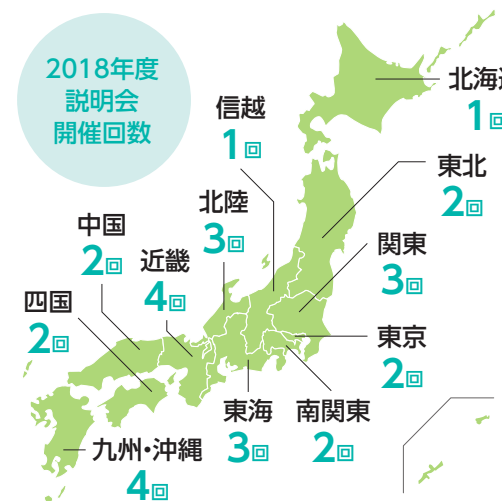 2018年度
説明会
開催回数
北海道
1回
信越
1回
東北
2回
北陸
3回
中国
2回
関東
3回
近畿
4回
四国
2回
東京
2回
東海
3回
南関東
2回
九州・沖縄
4回